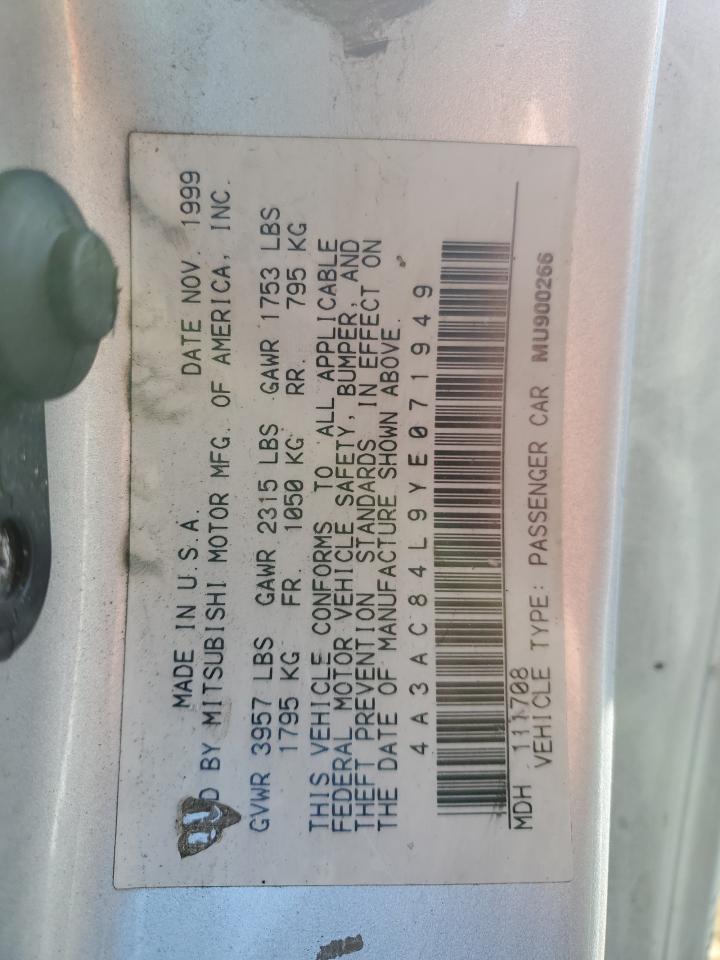 MADE IN U.S.A. DATE NOV. 1999
D BY MITSUBISHI MOTOR MFG. OF AMERICA, INC.
GVWR 3957 LBS GAWR 2315 LBS GAWR 1753 LBS
1795 KG FR. 1050 KG RR. 795 KG
THIS VEHICLE CONFORMS TO ALL APPLICABLE
FEDERAL MOTOR VEHICLE SAFETY, BUMPER, AND
THEFT PREVENTION STANDARDS IN EFFECT ON
THE DATE OF MANUFACTURE SHOWN ABOVE.
4A3AC84L9YE071949
MDH 111708
VEHICLE TYPE: PASSENGER CAR MU900266